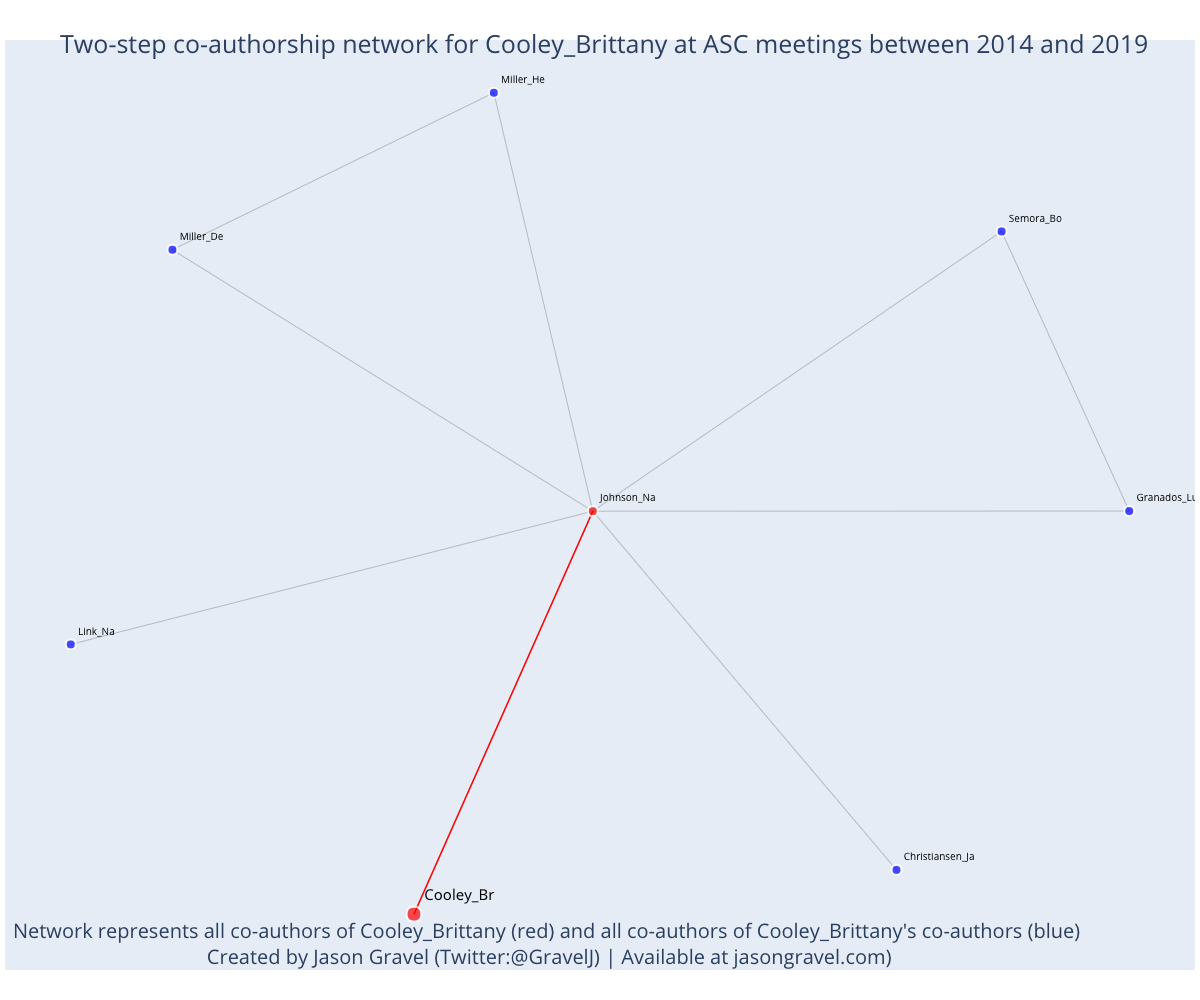 Two-step co-authorship network for Cooley_Brittany at ASC meetings between 2014 and 2019
Miller_He
Semora_Bo
Miller_De
Johnson_Na
Granados_Lu
Link_Na
Christiansen_Ja
Cooley_Br
Network represents all co-authors of Cooley_Brittany (red) and all co-authors of Cooley_Brittany's co-authors (blue)
Created by Jason Gravel (Twitter:@GravelJ) | Available at jasongravel.com)